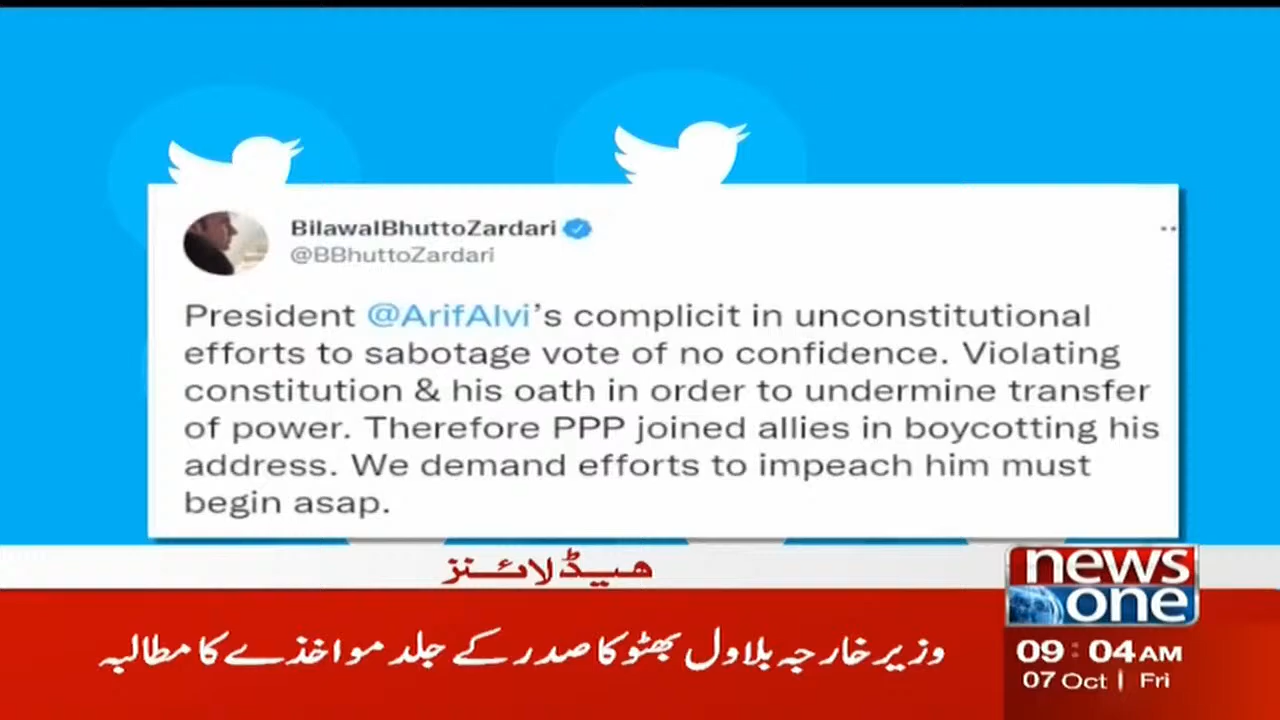 BilawalBhuttoZardari
@BBhuttoZardari
President @ArifAlvi's complicit in unconstitutional
efforts to sabotage vote of no confidence. Violating
constitution & his oath in order to undermine transfer
of power. Therefore PPP joined allies in boycotting his
address. We demand efforts to impeach him must
begin asap.
ہیڈلائنز
وزیر خارجہ بلاول بھٹو کا صدر کے جلد مواخذے کا مطالبہ
news
one
09:04AM
07 Oct | Fri